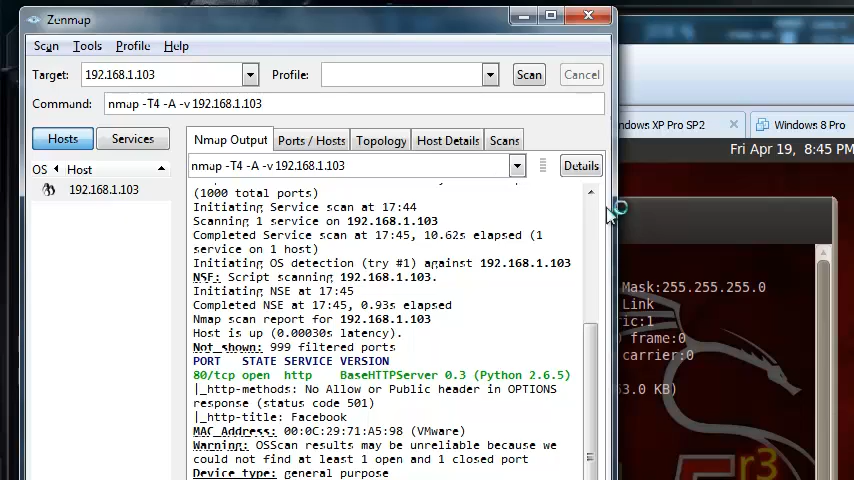 Zenmap
Scan Tools Profile Help
Target: 192.168.1.103 Profile: Scan Cancel
Command: nmap -T4 -A -v 192.168.1.103
Hosts Services
OS Host
192.168.1.103
Nmap Output Ports / Hosts Topology Host Details Scans
nmap -T4 -A -v 192.168.1.103 Details
(1000 total ports)
Initiating Service scan at 17:44
Scanning 1 service on 192.168.1.103
Completed Service scan at 17:45, 10.62s elapsed (1
service on 1 host)
Initiating OS detection (try #1) against 192.168.1.103
NSE: Script scanning 192.168.1.103.
Initiating NSE at 17:45
Completed NSE at 17:45, 0.93s elapsed
Nmap scan report for 192.168.1.103
Host is up (0.00030s latency).
Not shown: 999 filtered ports
PORT STATE SERVICE VERSION
80/tcp open http BaseHTTPServer 0.3 (Python 2.6.5)
|_http-methods: No Allow or Public header in OPTIONS
response (status code 501)
|_http-title: Facebook
MAC Address: 00:0C:29:71:A5:98 (VMware)
Warning: OSScan results may be unreliable because we
could not find at least 1 open and 1 closed port
Device type: general purpose
ndows XP Pro SP2 Windows 8 Pro
Fri Apr 19, 8:45 PM
Mask:255.255.255.0
Link
ic:1
frame:0
carrier:0
3.0 KB)
r3